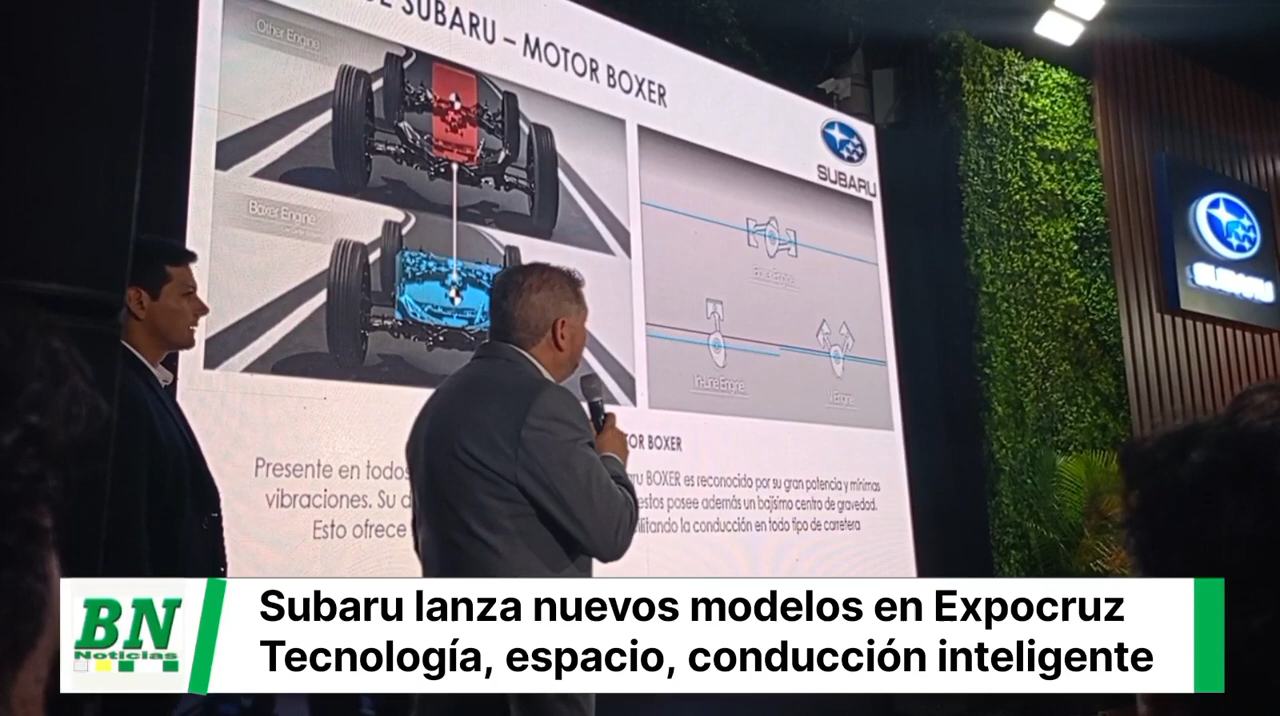 SUBARU – MOTOR BOXER
Other Engine
Boxer Engine
SUBARU
SUBARU
Boxer Engine
In-Line Engine
V Engine
BOXER
Presente en todos
vibraciones. Su
Esto ofrece
BOXER es reconocido por su gran potencia y mínimas
posee además un bajísimo centro de gravedad.
la conducción en todo tipo de carretera
BN
Noticias
Subaru lanza nuevos modelos en Expocruz
Tecnología, espacio, conducción inteligente